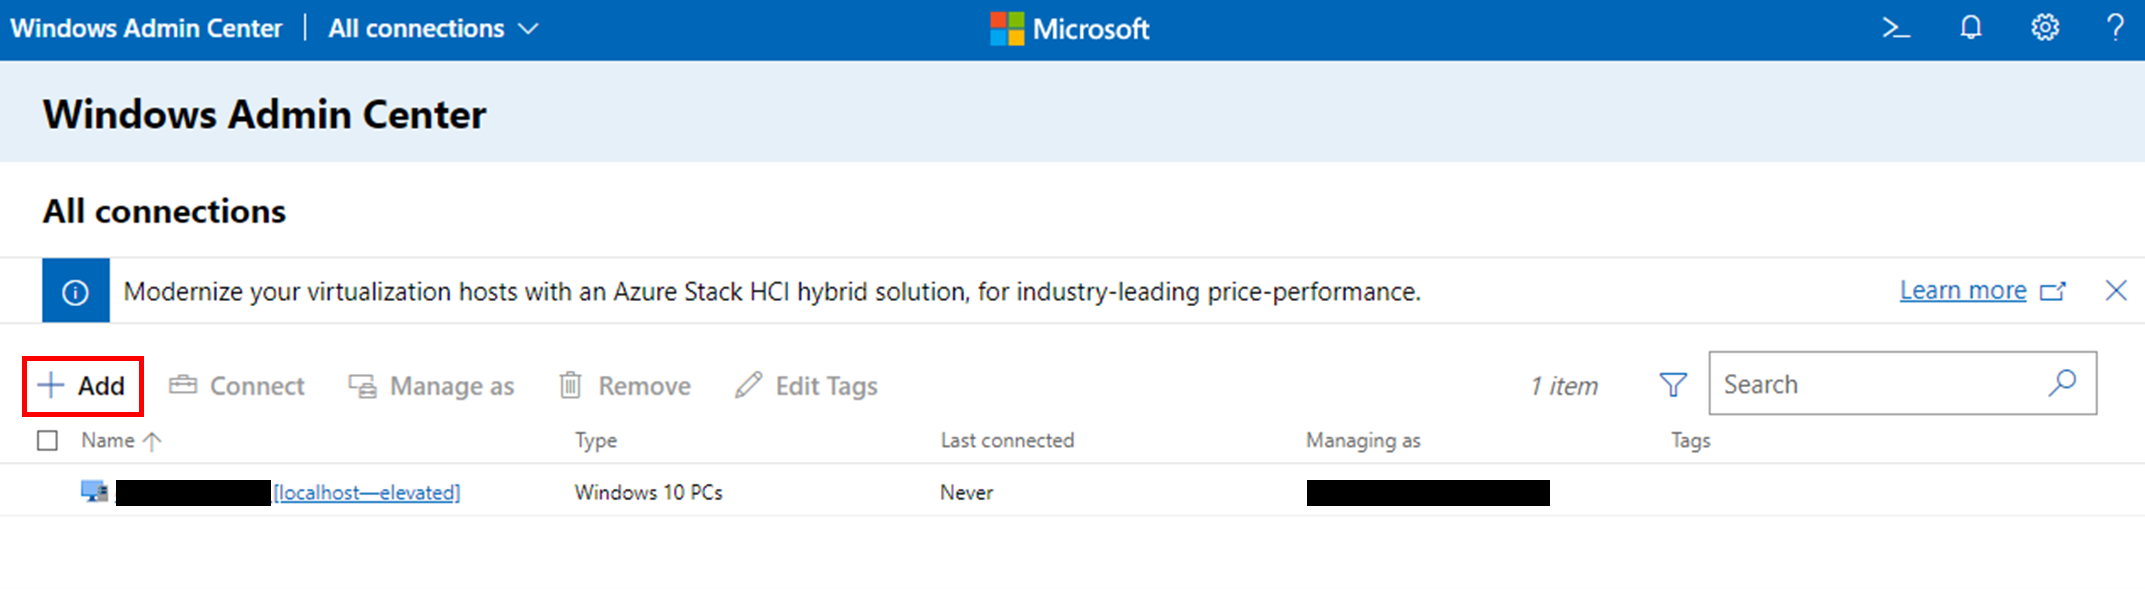 Windows Admin Center | All connections Microsoft
Windows Admin Center
All connections
Modernize your virtualization hosts with an Azure Stack HCI hybrid solution, for industry-leading price-performance. Learn more
Add Connect Manage as Remove Edit Tags 1 item Search
Name Type Last connected Managing as Tags
[localhost—elevated] Windows 10 PCs Never